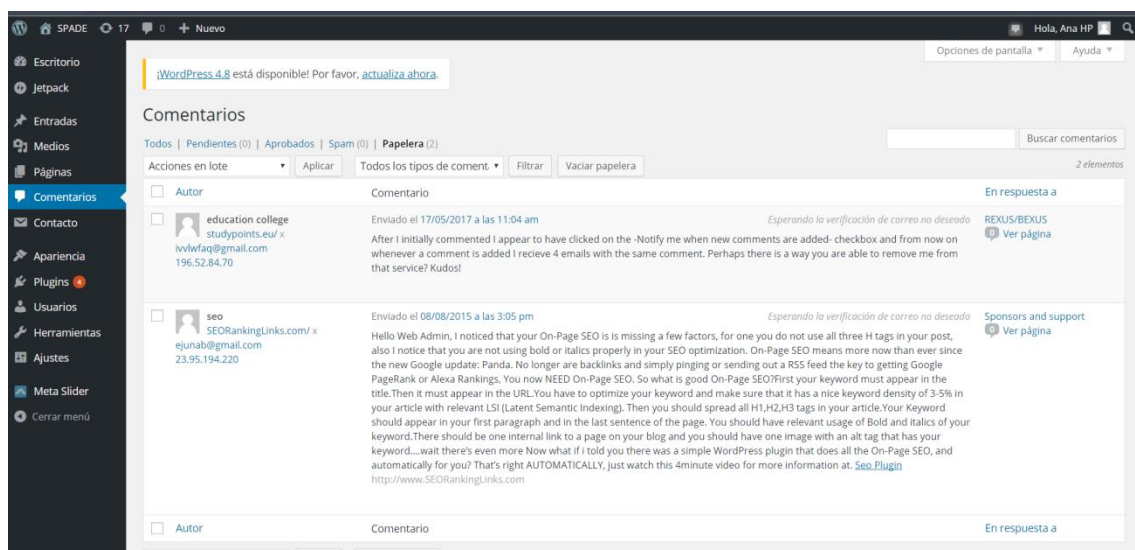 SPADE 17 0 + Nuevo Hola, Ana HP
Opciones de pantalla Ayuda
Escritorio
Jetpack
Entradas
Medios
Páginas
Comentarios
Contacto
Apariencia
Plugins 4
Usuarios
Herramientas
Ajustes
Meta Slider
Cerrar menú
¡WordPress 4.8 está disponible! Por favor, actualiza ahora.
Comentarios
Todos | Pendientes (0) | Aprobados | Spam (0) | Papelera (2)
Buscar comentarios
Acciones en lote Aplicar Todos los tipos de coment. Filtrar Vaciar papelera 2 elementos
Autor Comentario En respuesta a
education college
studypoints.eu/ x
ivvlwfaq@gmail.com
196.52.84.70
Enviado el 17/05/2017 a las 11:04 am Esperando la verificación de correo no deseado
After I initially commented I appear to have clicked on the -Notify me when new comments are added- checkbox and from now on
whenever a comment is added I recieve 4 emails with the same comment. Perhaps there is a way you are able to remove me from
that service? Kudos!
REXUS/BEXUS
0 Ver página
seo
SEORankingLinks.com/ x
ejunab@gmail.com
23.95.194.220
Enviado el 08/08/2015 a las 3:05 pm Esperando la verificación de correo no deseado
Hello Web Admin, I noticed that your On-Page SEO is is missing a few factors, for one you do not use all three H tags in your post,
also I notice that you are not using bold or italics properly in your SEO optimization. On-Page SEO means more now than ever since
the new Google update: Panda. No longer are backlinks and simply pinging or sending out a RSS feed the key to getting Google
PageRank or Alexa Rankings, You now NEED On-Page SEO. So what is good On-Page SEO?First your keyword must appear in the
title.Then it must appear in the URL.You have to optimize your keyword and make sure that it has a nice keyword density of 3-5% in
your article with relevant LSI (Latent Semantic Indexing). Then you should spread all H1,H2,H3 tags in your article.Your Keyword
should appear in your first paragraph and in the last sentence of the page. You should have relevant usage of Bold and italics of your
keyword.There should be one internal link to a page on your blog and you should have one image with an alt tag that has your
keyword....wait there's even more Now what if i told you there was a simple WordPress plugin that does all the On-Page SEO, and
automatically for you? That's right AUTOMATICALLY, just watch this 4minute video for more information at. Seo Plugin
http://www.SEORankingLinks.com
Sponsors and support
0 Ver página
Autor Comentario En respuesta a